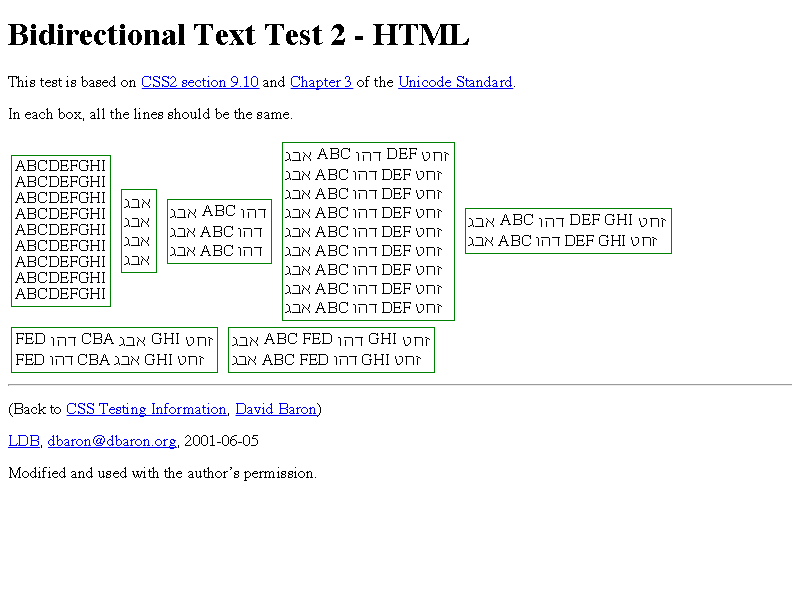 Bidirectional Text Test 2 - HTML
This test is based on CSS2 section 9.10 and Chapter 3 of the Unicode Standard.
In each box, all the lines should be the same.
ABCDEFGHI
ABCDEFGHI
ABCDEFGHI
ABCDEFGHI
ABCDEFGHI
ABCDEFGHI
ABCDEFGHI
ABCDEFGHI
ABCDEFGHI
אבג
אבג
אבג
אבג
אבג ABC דהו
אבג ABC דהו
אבג ABC דהו
אבג ABC דהו DEF זחט
אבג ABC דהו DEF זחט
אבג ABC דהו DEF זחט
אבג ABC דהו DEF זחט
אבג ABC דהו DEF זחט
אבג ABC דהו DEF זחט
אבג ABC דהו DEF זחט
אבג ABC דהו DEF זחט
אבג ABC דהו DEF זחט
אבג ABC דהו DEF GHI זחט
אבג ABC דהו DEF GHI זחט
FED דהו CBA אבג GHI זחט
FED דהו CBA אבג GHI זחט
אבג ABC FED דהו GHI זחט
אבג ABC FED דהו GHI זחט
(Back to CSS Testing Information, David Baron)
LDB, dbaron@dbaron.org, 2001-06-05
Modified and used with the author’s permission.